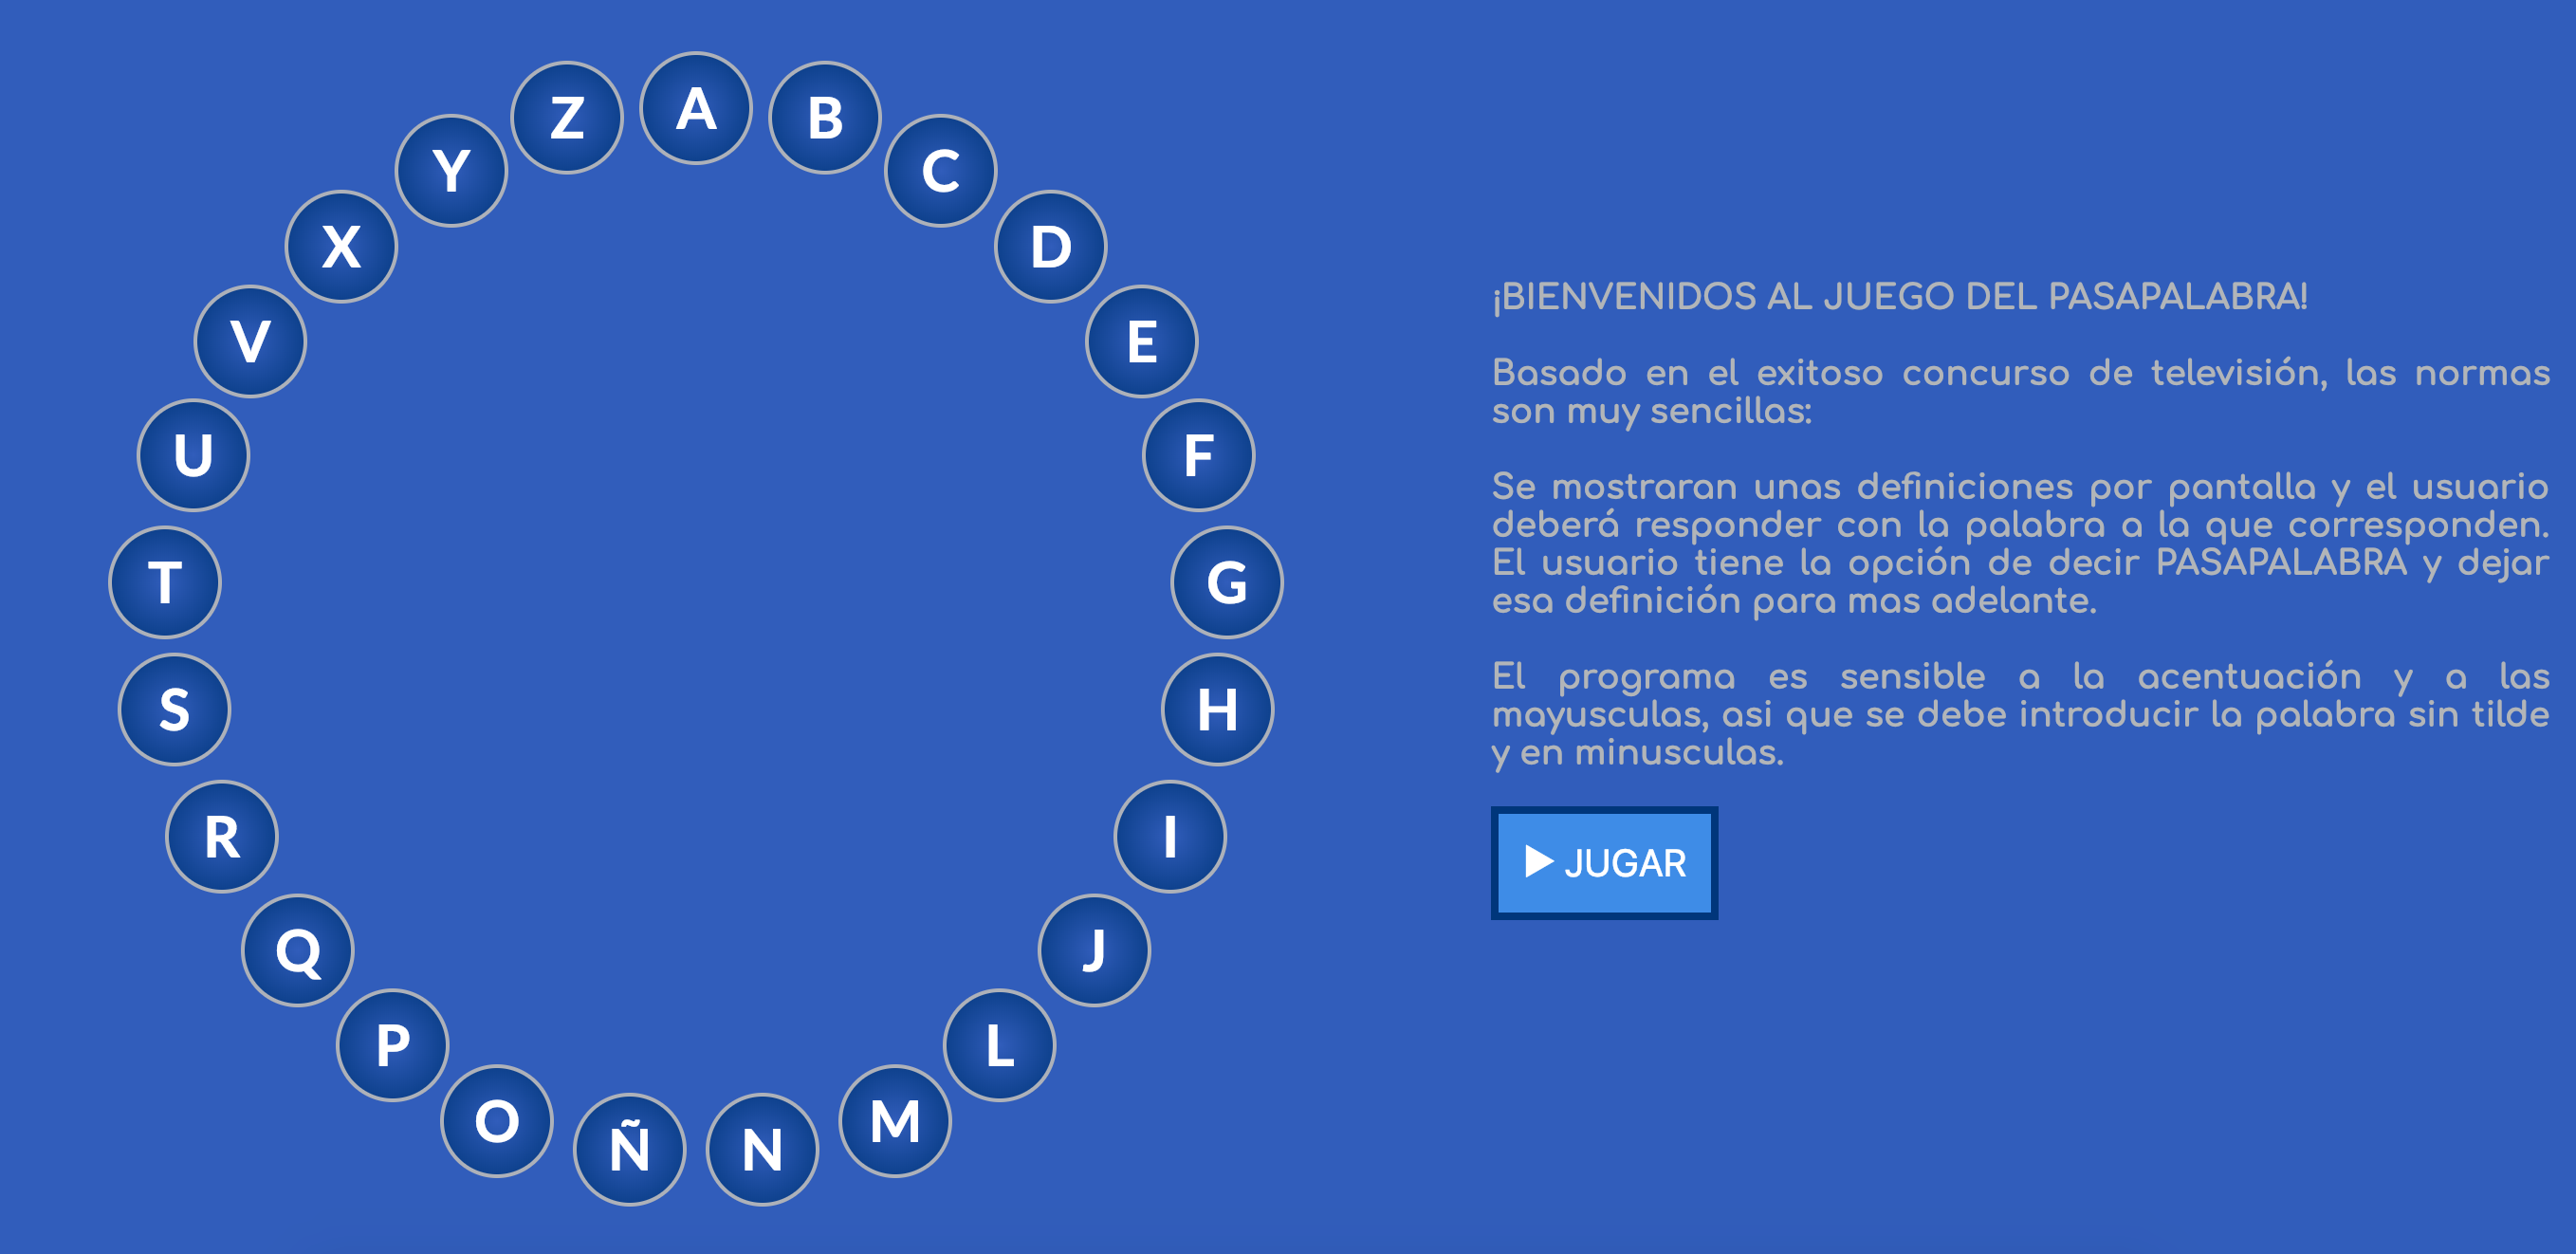 A
B
C
D
E
F
G
H
I
J
L
M
N
Ñ
O
P
Q
R
S
T
U
V
X
Y
Z
¡BIENVENIDOS AL JUEGO DEL PASAPALABRA!
Basado en el exitoso concurso de televisión, las normas
son muy sencillas:
Se mostraran unas definiciones por pantalla y el usuario
deberá responder con la palabra a la que corresponden.
El usuario tiene la opción de decir PASAPALABRA y dejar
esa definición para mas adelante.
El programa es sensible a la acentuación y a las
mayusculas, asi que se debe introducir la palabra sin tilde
y en minusculas.
JUGAR